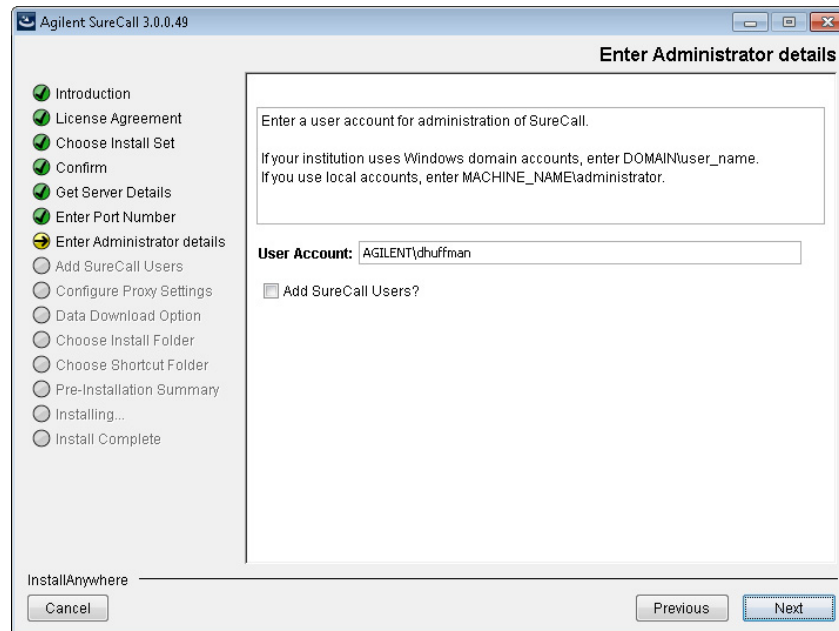 Agilent SureCall 3.0.0.49
Enter Administrator details
Introduction
License Agreement
Choose Install Set
Confirm
Get Server Details
Enter Port Number
Enter Administrator details
Add SureCall Users
Configure Proxy Settings
Data Download Option
Choose Install Folder
Choose Shortcut Folder
Pre-Installation Summary
Installing...
Install Complete
Enter a user account for administration of SureCall.
If your institution uses Windows domain accounts, enter DOMAIN\user_name.
If you use local accounts, enter MACHINE_NAME\administrator.
User Account: AGILENT\dhuffman
Add SureCall Users?
InstallAnywhere
Cancel
Previous
Next